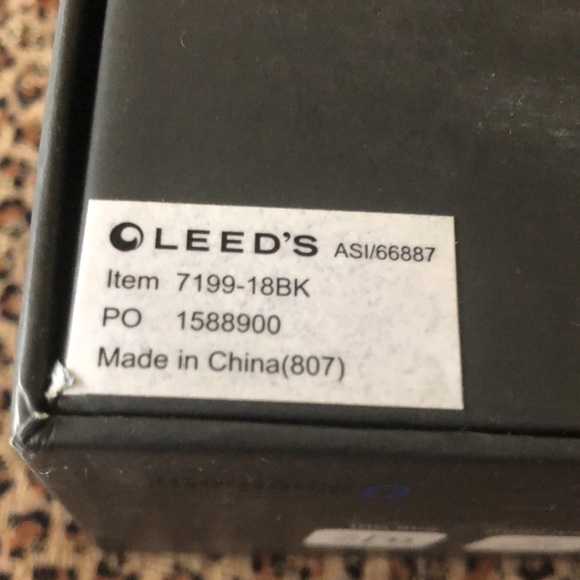 LEED'S ASI/66887
Item 7199-18BK
PO 1588900
Made in China(807)